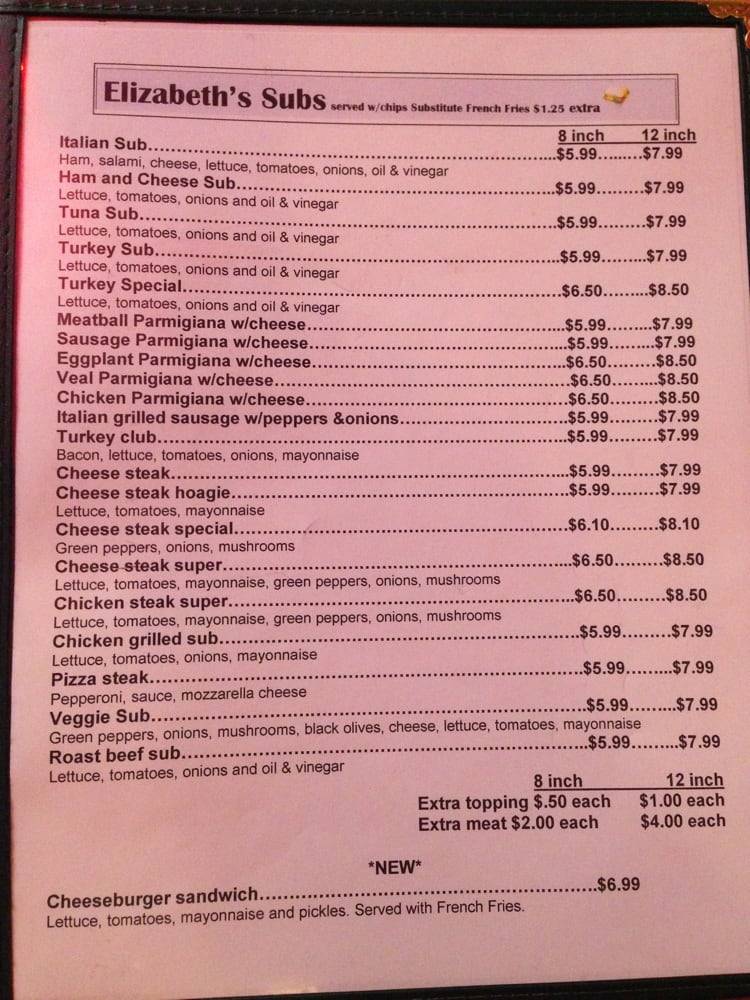 Elizabeth's Subs served w/chips Substitute French Fries $1.25 extra
8 inch 12 inch
Italian Sub..........$5.99.........$7.99
Ham, salami, cheese, lettuce, tomatoes, onions, oil & vinegar
Ham and Cheese Sub..........$5.99.........$7.99
Lettuce, tomatoes, onions and oil & vinegar
Tuna Sub..........$5.99.........$7.99
Lettuce, tomatoes, onions and oil & vinegar
Turkey Sub..........$5.99.........$7.99
Lettuce, tomatoes, onions and oil & vinegar
Turkey Special..........$6.50.........$8.50
Lettuce, tomatoes, onions and oil & vinegar
Meatball Parmigiana w/cheese..........$5.99.........$7.99
Sausage Parmigiana w/cheese..........$5.99.........$7.99
Eggplant Parmigiana w/cheese..........$6.50.........$8.50
Veal Parmigiana w/cheese..........$6.50.........$8.50
Chicken Parmigiana w/cheese..........$6.50.........$8.50
Italian grilled sausage w/peppers &onions..........$5.99.........$7.99
Turkey club..........$5.99.........$7.99
Bacon, lettuce, tomatoes, onions, mayonnaise
Cheese steak..........$5.99.........$7.99
Cheese steak hoagie..........$5.99.........$7.99
Lettuce, tomatoes, mayonnaise
Cheese steak special..........$6.10.........$8.10
Green peppers, onions, mushrooms
Cheese steak super..........$6.50.........$8.50
Lettuce, tomatoes, mayonnaise, green peppers, onions, mushrooms
Chicken steak super..........$6.50.........$8.50
Lettuce, tomatoes, mayonnaise, green peppers, onions, mushrooms
Chicken grilled sub..........$5.99.........$7.99
Lettuce, tomatoes, onions, mayonnaise
Pizza steak..........$5.99.........$7.99
Pepperoni, sauce, mozzarella cheese
Veggie Sub..........$5.99.........$7.99
Green peppers, onions, mushrooms, black olives, cheese, lettuce, tomatoes, mayonnaise
Roast beef sub..........$5.99.........$7.99
Lettuce, tomatoes, onions and oil & vinegar
8 inch 12 inch
Extra topping $.50 each $1.00 each
Extra meat $2.00 each $4.00 each
*NEW*
Cheeseburger sandwich..........$6.99
Lettuce, tomatoes, mayonnaise and pickles. Served with French Fries.